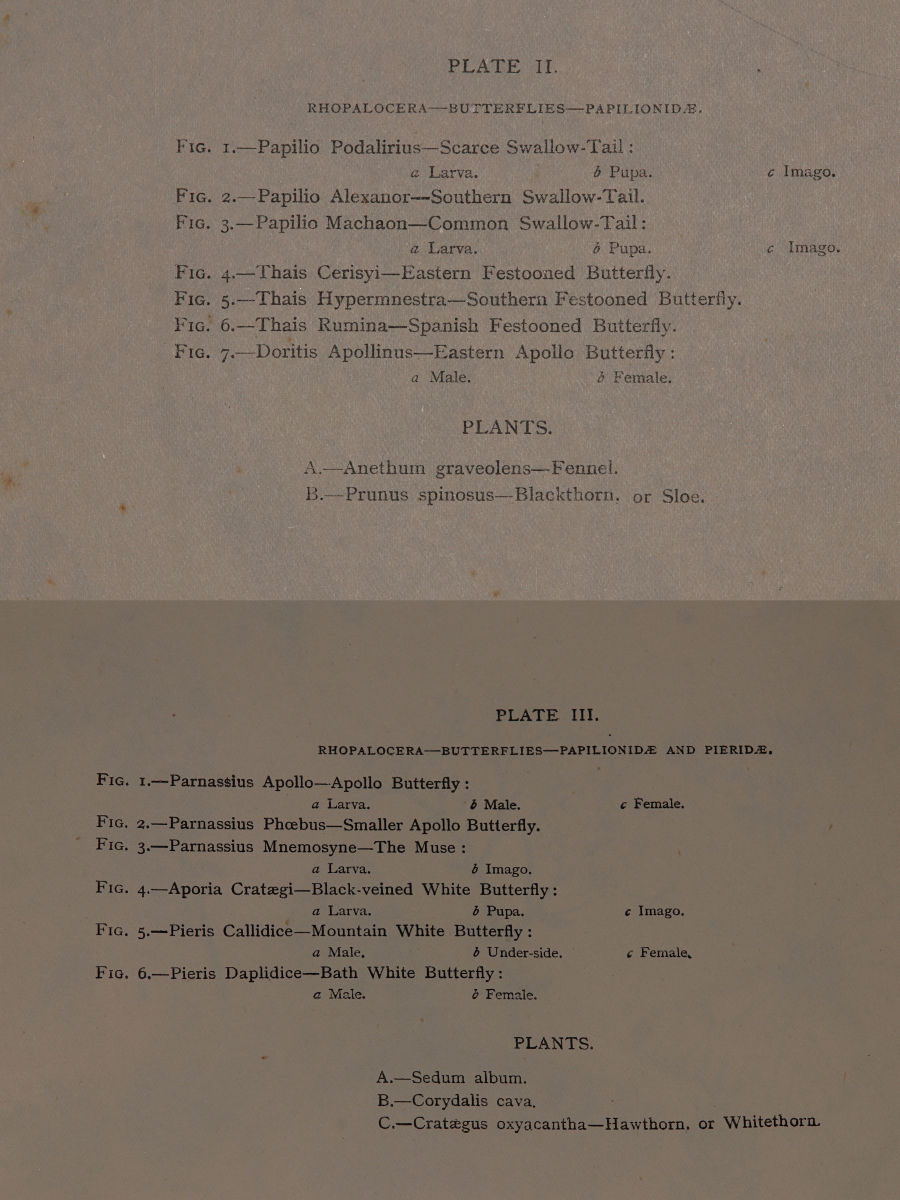 PLATE II.
RHOPALOCERA—BUTTERFLIES—PAPILIONIDÆ.
Fig. 1.—Papilio Podalirius—Scarce Swallow-Tail:
a Larva. b Pupa. c Imago.
Fig. 2.—Papilio Alexanor—Southern Swallow-Tail.
Fig. 3.—Papilio Machaon—Common Swallow-Tail:
a Larva. b Pupa. c Imago.
Fig. 4.—Thais Cerisyi—Eastern Festooned Butterfly.
Fig. 5.—Thais Hypermnestra—Southern Festooned Butterfly.
Fig. 6.—Thais Rumina—Spanish Festooned Butterfly.
Fig. 7.—Doritis Apollinus—Eastern Apollo Butterfly:
a Male. b Female.
PLANTS.
A.—Anethum graveolens—Fennel.
B.—Prunus spinosus—Blackthorn, or Sloe.
PLATE III.
RHOPALOCERA—BUTTERFLIES—PAPILIONIDÆ AND PIERIDÆ.
Fig. 1.—Parnassius Apollo—Apollo Butterfly:
a Larva. b Male. c Female.
Fig. 2.—Parnassius Phœbus—Smaller Apollo Butterfly.
Fig. 3.—Parnassius Mnemosyne—The Muse:
a Larva. b Imago.
Fig. 4.—Aporia Cratægi—Black-veined White Butterfly:
a Larva. b Pupa. c Imago.
Fig. 5.—Pieris Callidice—Mountain White Butterfly:
a Male. b Under-side. c Female.
Fig. 6.—Pieris Daplidice—Bath White Butterfly:
a Male. b Female.
PLANTS.
A.—Sedum album.
B.—Corydalis cava.
C.—Cratægus oxyacantha—Hawthorn, or Whitethorn.